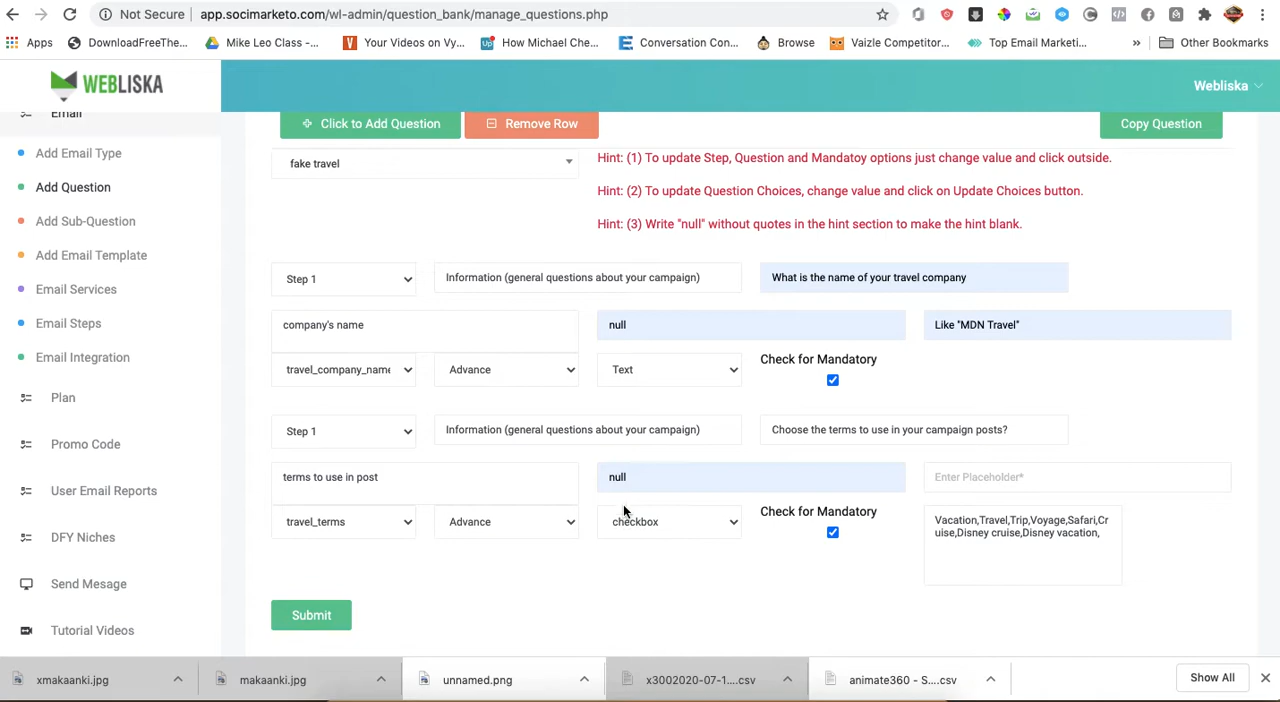 Not Secure
app.socimarketo.com/wl-admin/question_bank/manage_questions.php
Apps
DownloadFreeThe...
Mike Leo Class -...
Your Videos on Vy...
How Michael Che...
Conversation Con...
Browse
Vaizle Competitor...
Top Email Marketi...
»
Other Bookmarks
WEBLISKA
Webliska
Email
Add Email Type
Add Question
Add Sub-Question
Add Email Template
Email Services
Email Steps
Email Integration
Plan
Promo Code
User Email Reports
DFY Niches
Send Mesage
Tutorial Videos
Click to Add Question
Remove Row
Copy Question
fake travel
Hint: (1) To update Step, Question and Mandatoy options just change value and click outside.
Hint: (2) To update Question Choices, change value and click on Update Choices button.
Hint: (3) Write "null" without quotes in the hint section to make the hint blank.
Step 1
Information (general questions about your campaign)
What is the name of your travel company
company's name
null
Like "MDN Travel"
travel_company_name
Advance
Text
Check for Mandatory
Step 1
Information (general questions about your campaign)
Choose the terms to use in your campaign posts?
terms to use in post
null
Enter Placeholder*
travel_terms
Advance
checkbox
Check for Mandatory
Vacation,Travel,Trip,Voyage,Safari,Cr
uise,Disney cruise,Disney vacation,
Submit
xmakaanki.jpg
makaanki.jpg
unnamed.png
x3002020-07-1....csv
animate360 - S....csv
Show All